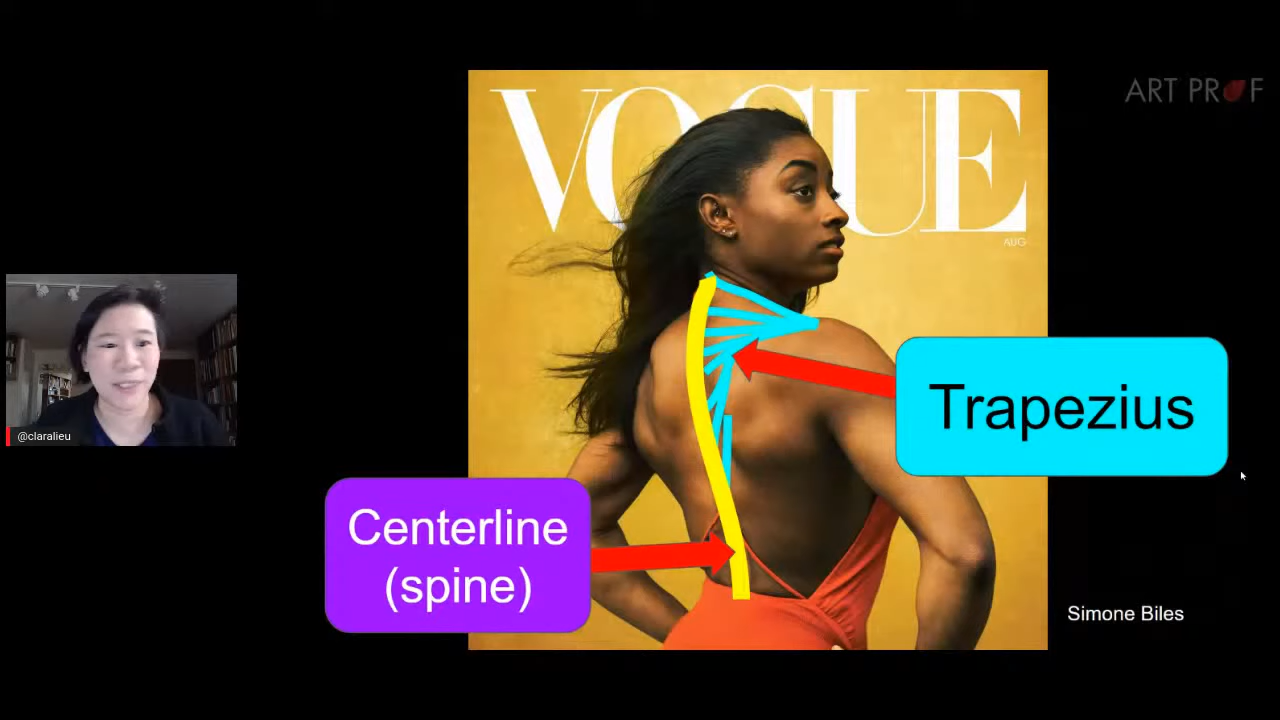 ART PROF
VOGUE
AUG
Trapezius
@claralieu
Centerline
(spine)
Simone Biles